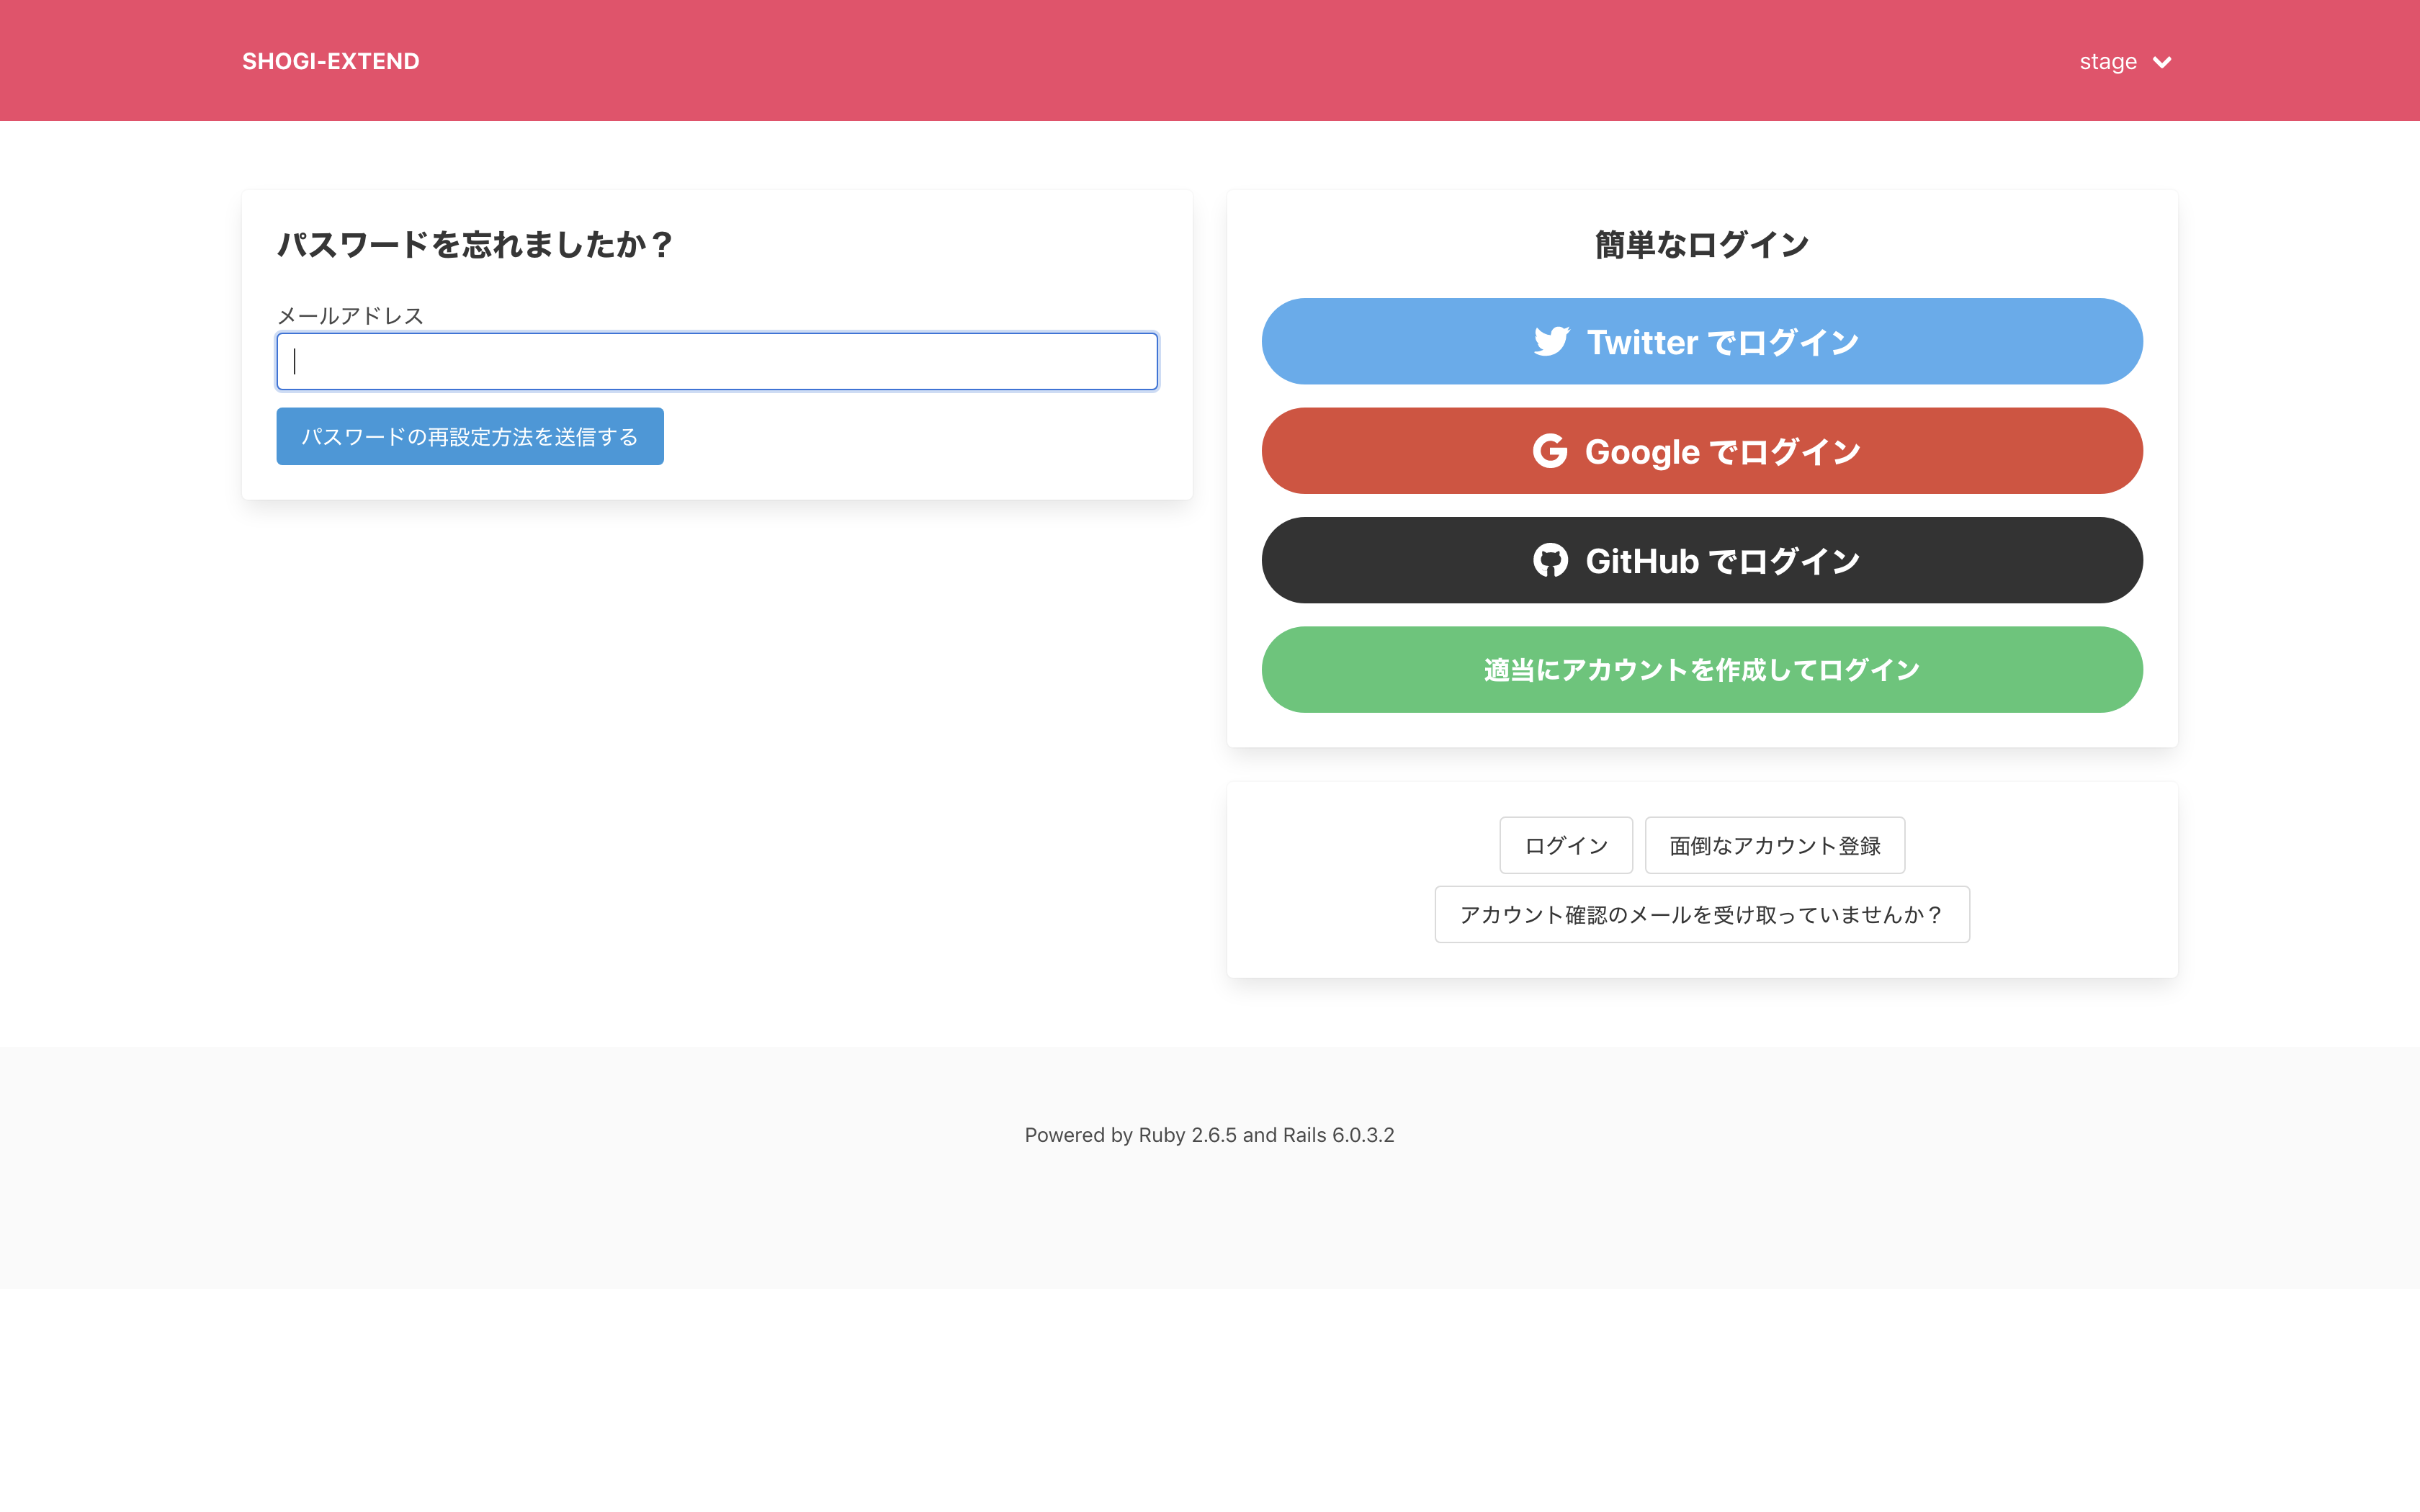 SHOGI-EXTEND
stage
パスワードを忘れましたか？
メールアドレス
パスワードの再設定方法を送信する
簡単なログイン
Twitter でログイン
Google でログイン
GitHub でログイン
適当にアカウントを作成してログイン
ログイン
面倒なアカウント登録
アカウント確認のメールを受け取っていませんか？
Powered by Ruby 2.6.5 and Rails 6.0.3.2